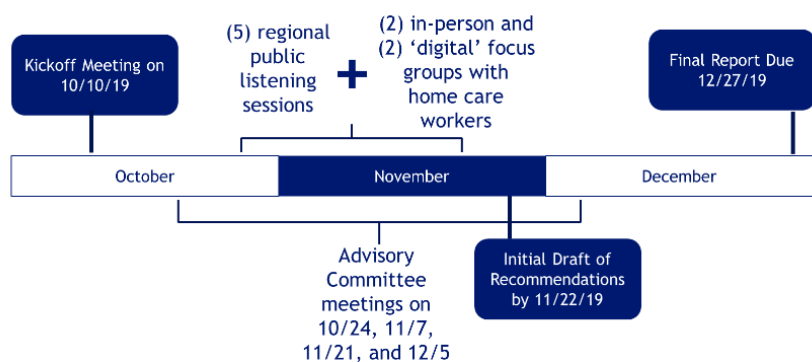 Kickoff Meeting on
10/10/19
(5) regional
public
listening
sessions
+
(2) in-person and
(2) ‘digital’ focus
groups with
home care
workers
Final Report Due
12/27/19
October
November
December
Advisory
Committee
meetings on
10/24, 11/7,
11/21, and 12/5
Initial Draft of
Recommendations
by 11/22/19